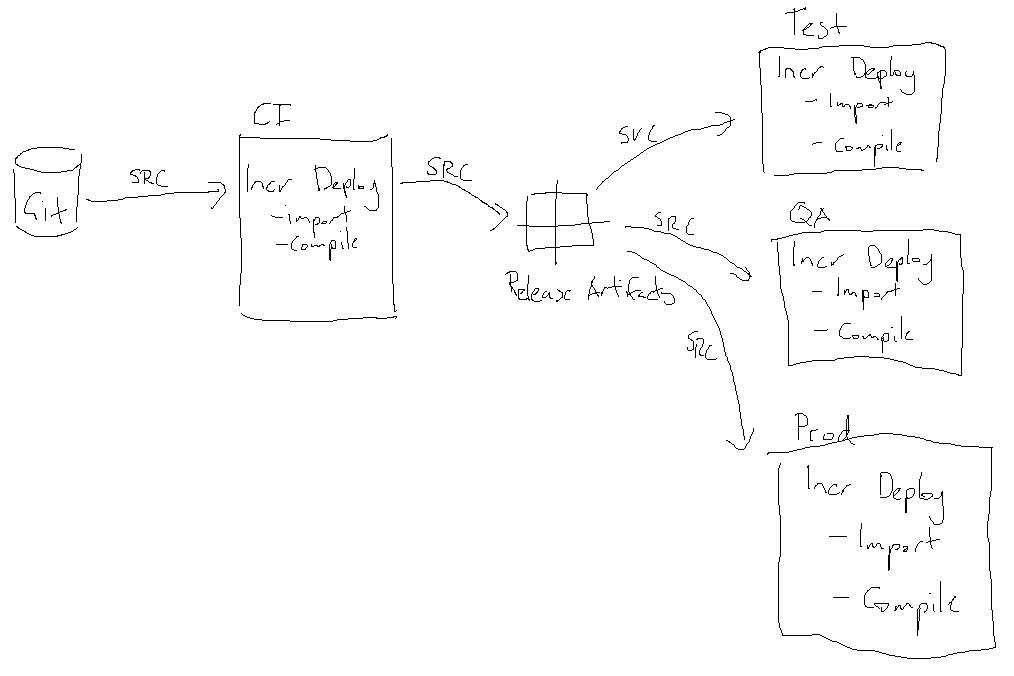 Git
SRC
CI
Incr Deploy
-import
-Compile
SRC
Release Artifacts
SVC
Test
Incr Deploy
- Import
- Compile
SRC
QA
Incr Deploy
- Import
- Compile
SRC
Prod
Incr Deploy
- Import
- Compile